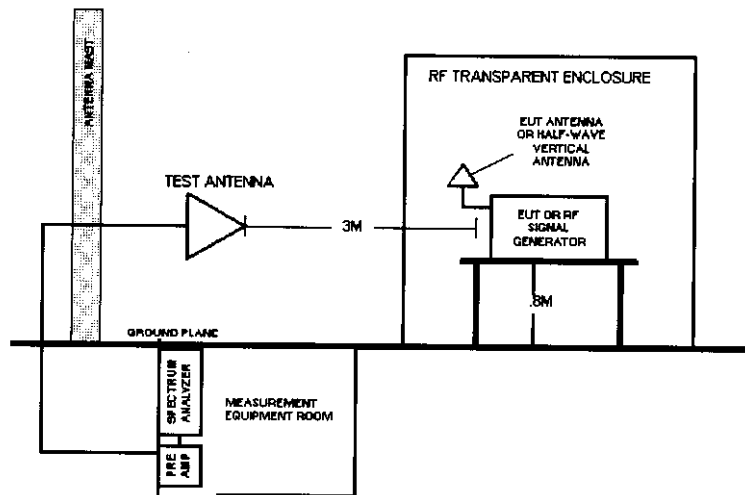 ANTENNA MAST
RF TRANSPARENT ENCLOSURE
EUT ANTENNA
OR HALF-WAVE
VERTICAL
ANTENNA
TEST ANTENNA
3M
EUT OR RF
SIGNAL
GENERATOR
.8M
GROUND PLANE
SPECTRUM
ANALYZER
MEASUREMENT
EQUIPMENT ROOM
PRE
AMP